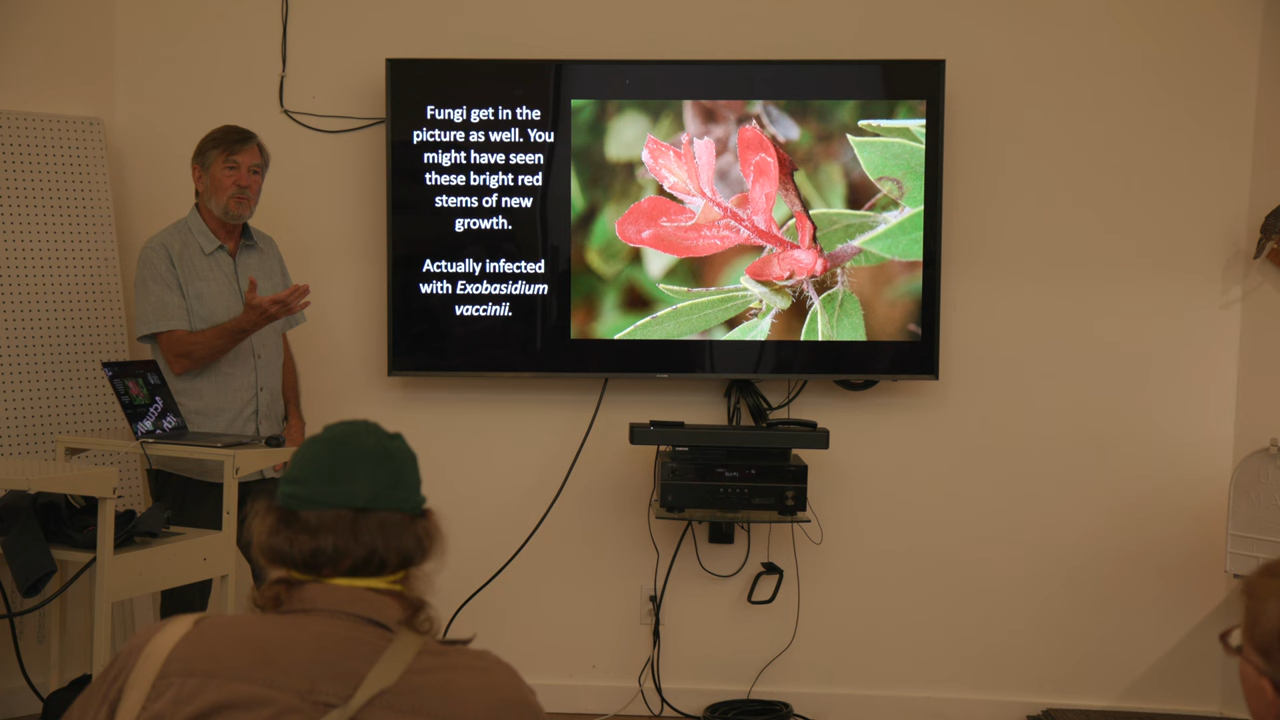 Fungi get in the
picture as well. You
might have seen
these bright red
stems of new
growth.
Actually infected
with Exobasidium
vaccinii.